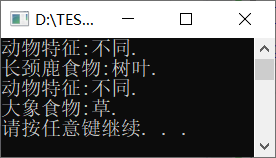 D:\TES...
动物特征:不同.
长颈鹿食物:树叶.
动物特征:不同.
大象食物:草.
请按任意键继续. . .